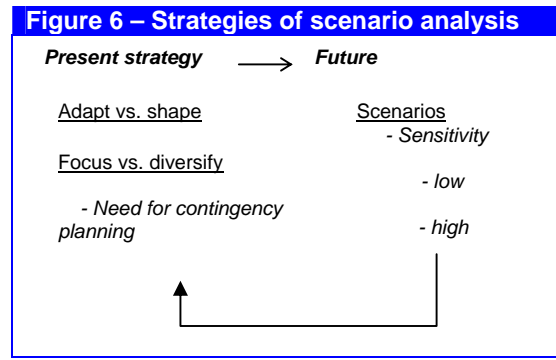 Figure 6 – Strategies of scenario analysis
Present strategy
Future
Adapt vs. shape
Focus vs. diversify
- Need for contingency
planning
Scenarios
- Sensitivity
- low
- high